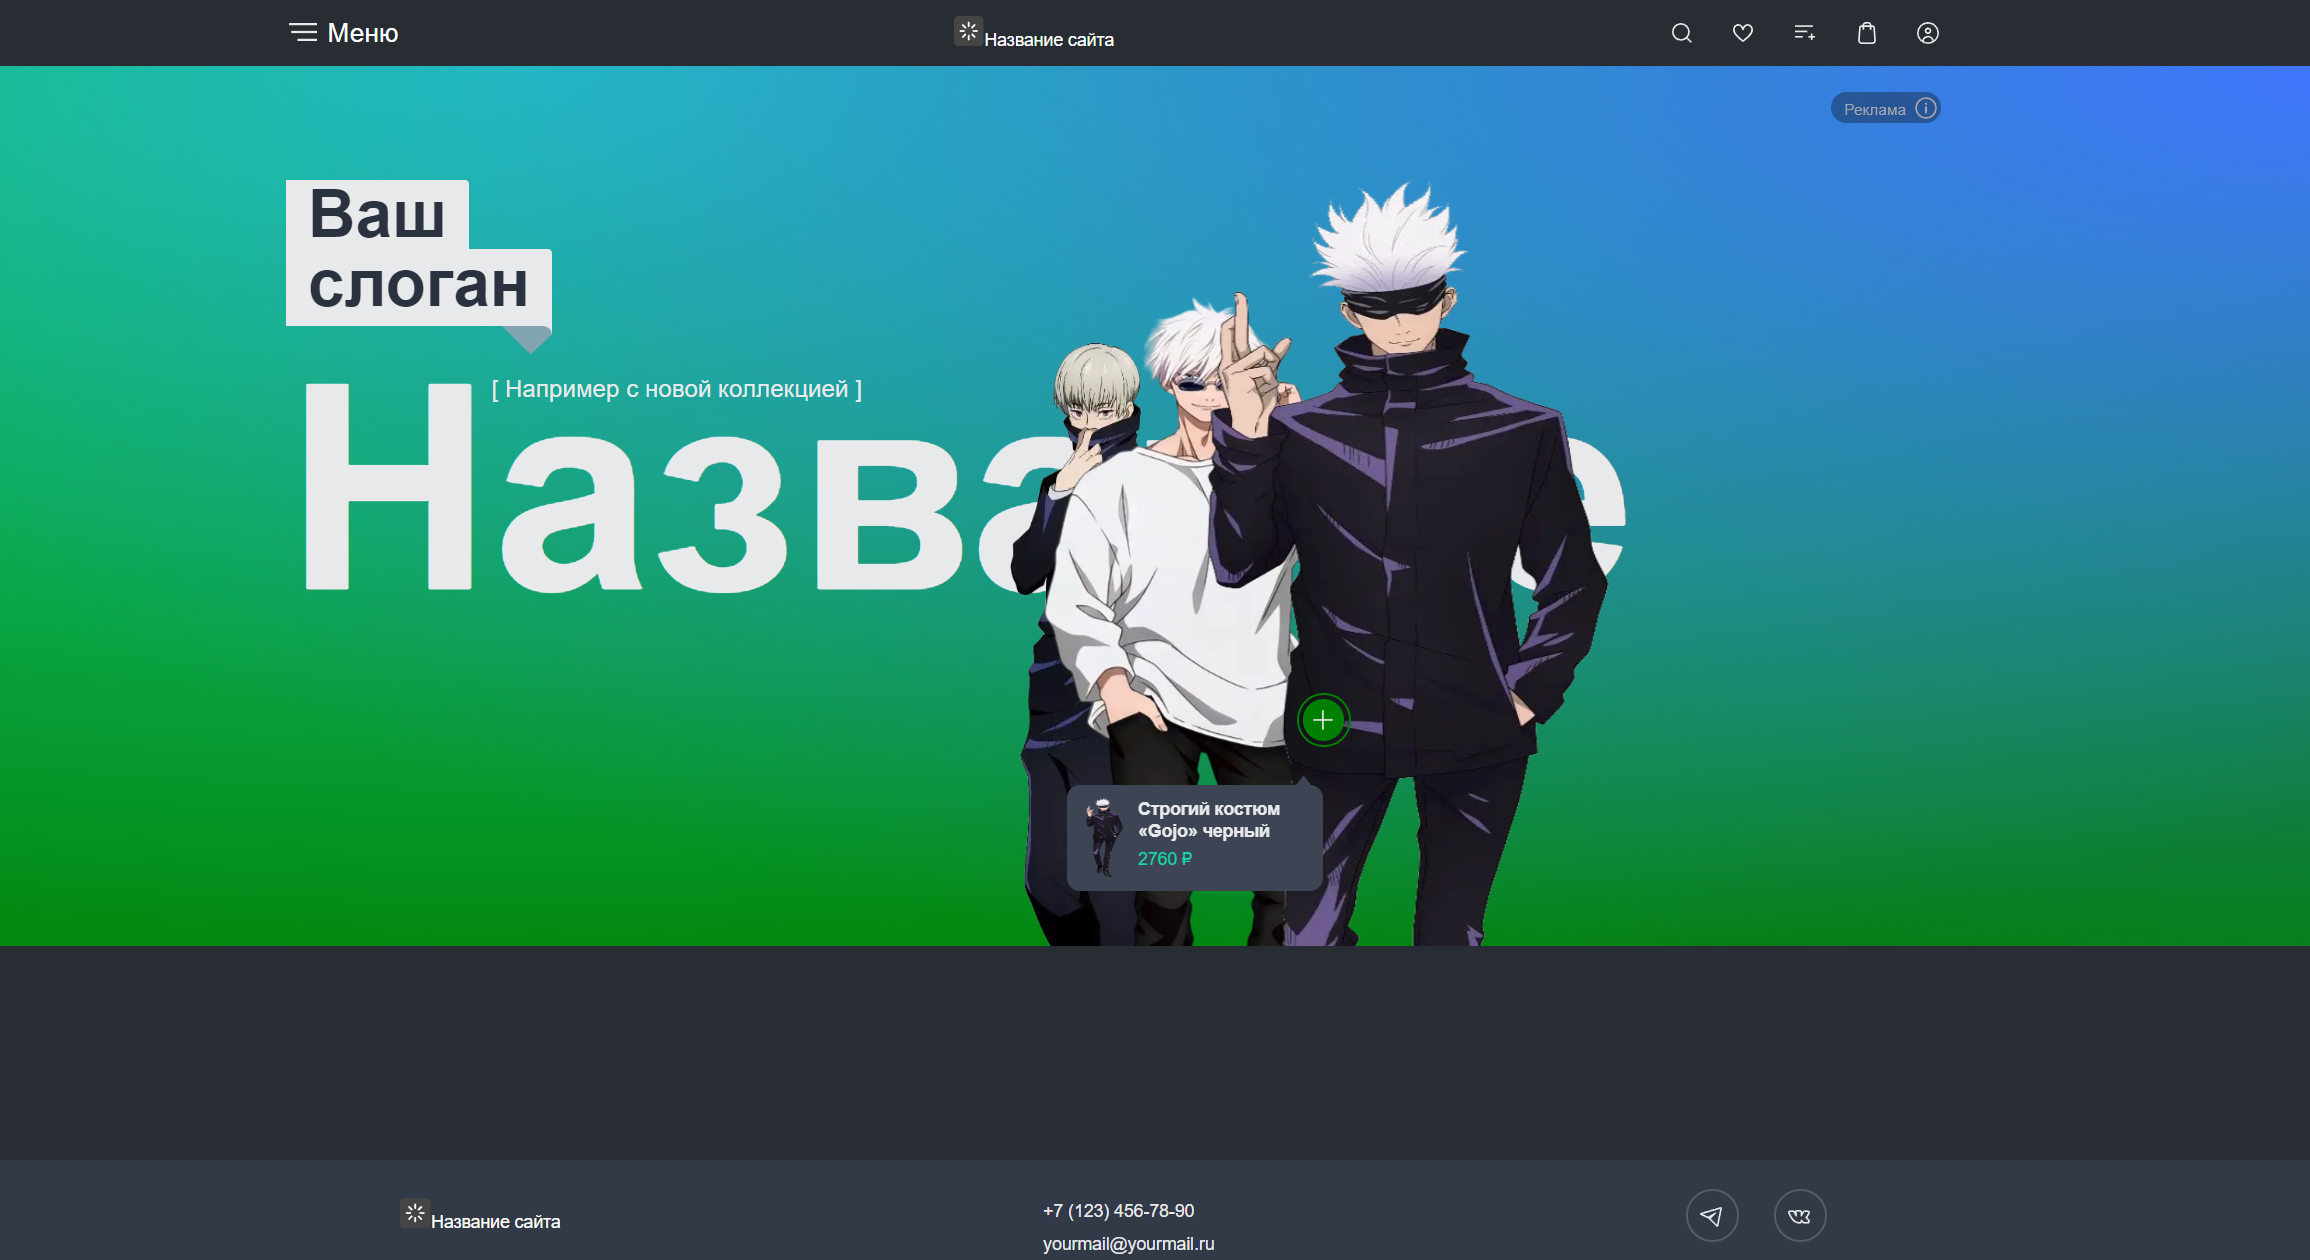 Меню
Название сайта
Реклама
Ваш
слоган
[ Например с новой коллекцией ]
Назва е
Строгий костюм
«Gojo» черный
2760 ₽
Название сайта
+7 (123) 456-78-90
yourmail@yourmail.ru